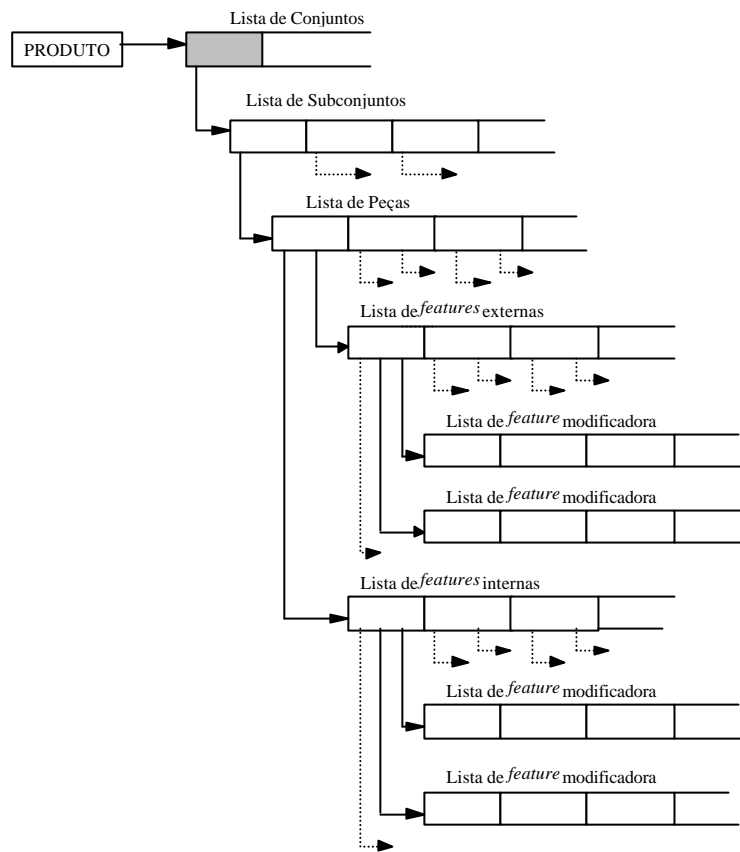 Lista de Conjuntos
PRODUTO
Lista de Subconjuntos
Lista de Peças
Lista de features externas
Lista de feature modificadora
Lista de feature modificadora
Lista de features internas
Lista de feature modificadora
Lista de feature modificadora